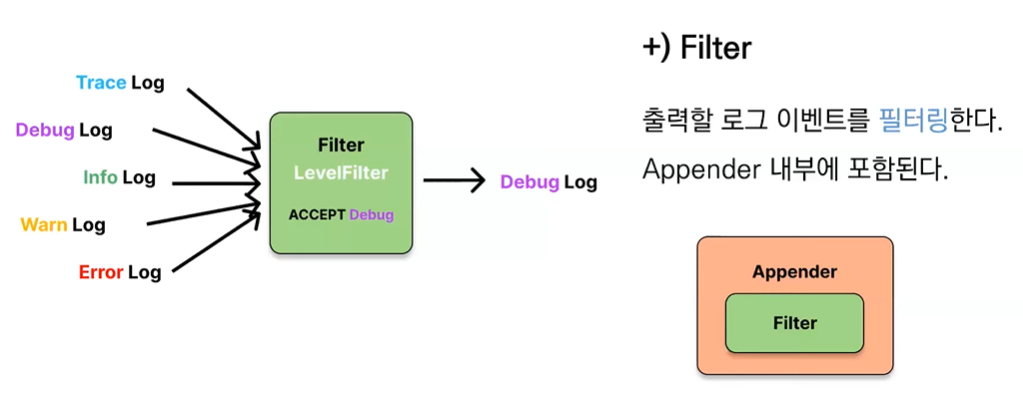 Trace Log
Debug Log
Info Log
Warn Log
Error Log
Filter
LevelFilter
ACCEPT Debug
Debug Log
+) Filter
출력할 로그 이벤트를 필터링한다.
Appender 내부에 포함된다.
Appender
Filter